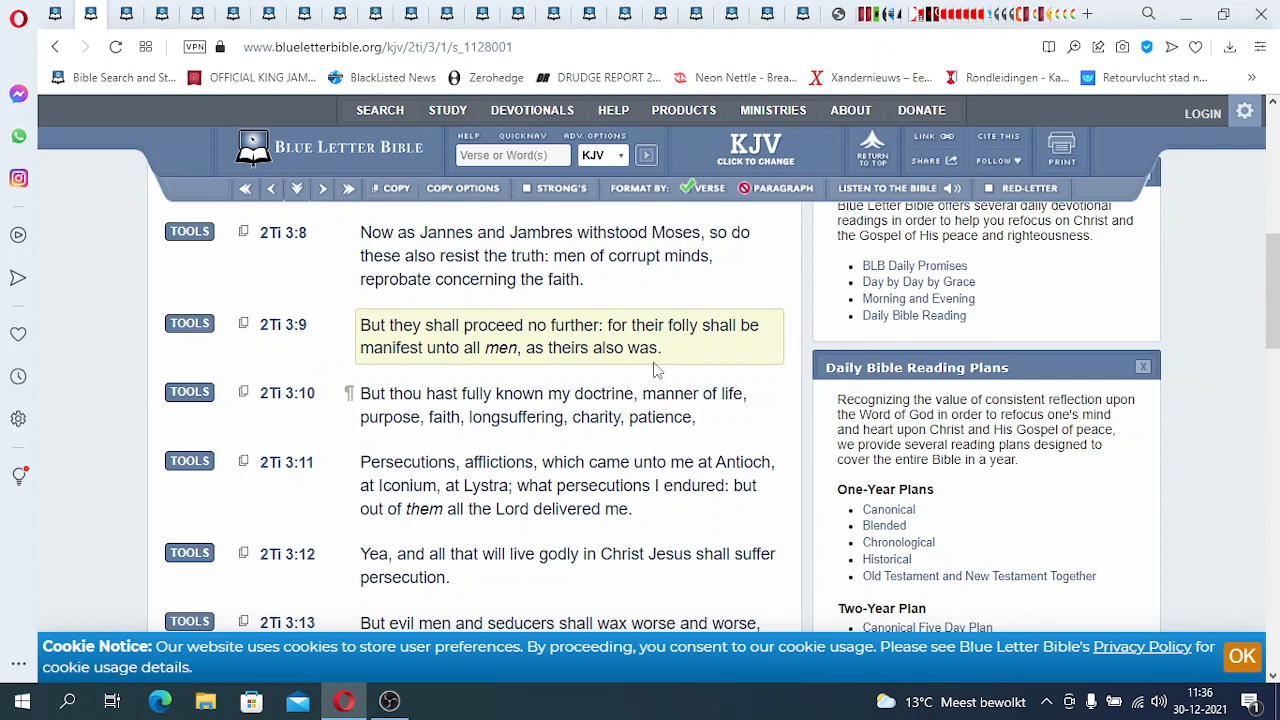 www.blueletterbible.org/kjv/2ti/3/1/s_1128001
VPN
Bible Search and St...
OFFICIAL KING JAM...
BlackListed News
Zerohedge
DRUDGE REPORT 2...
Neon Nettle - Brea...
Xandernieuws – Ee...
Rondleidingen - Ka...
Retourvlucht stad n...
SEARCH
STUDY
DEVOTIONALS
HELP
PRODUCTS
MINISTRIES
ABOUT
DONATE
LOGIN
BLUE LETTER BIBLE
HELP
QUICKNAV
ADV. OPTIONS
Verse or Word(s)
KJV
KJV
CLICK TO CHANGE
RETURN
TO TOP
LINK
CITE THIS
SHARE
FOLLOW
PRINT
COPY
COPY OPTIONS
STRONG'S
FORMAT BY:
VERSE
PARAGRAPH
LISTEN TO THE BIBLE
RED-LETTER
TOOLS
2Ti 3:8
Now as Jannes and Jambres withstood Moses, so do
these also resist the truth: men of corrupt minds,
reprobate concerning the faith.
TOOLS
2Ti 3:9
But they shall proceed no further: for their folly shall be
manifest unto all men, as theirs also was.
TOOLS
2Ti 3:10
¶ But thou hast fully known my doctrine, manner of life,
purpose, faith, longsuffering, charity, patience,
TOOLS
2Ti 3:11
Persecutions, afflictions, which came unto me at Antioch,
at Iconium, at Lystra; what persecutions I endured: but
out of them all the Lord delivered me.
TOOLS
2Ti 3:12
Yea, and all that will live godly in Christ Jesus shall suffer
persecution.
TOOLS
2Ti 3:13
But evil men and seducers shall wax worse and worse,
Blue Letter Bible offers several daily devotional
readings in order to help you refocus on Christ and
the Gospel of His peace and righteousness.
BLB Daily Promises
Day by Day by Grace
Morning and Evening
Daily Bible Reading
Daily Bible Reading Plans
Recognizing the value of consistent reflection upon
the Word of God in order to refocus one's mind
and heart upon Christ and His Gospel of peace,
we provide several reading plans designed to
cover the entire Bible in a year.
One-Year Plans
Canonical
Blended
Chronological
Historical
Old Testament and New Testament Together
Two-Year Plan
Canonical Five Day Plan
Cookie Notice: Our website uses cookies to store user preferences. By proceeding, you consent to our cookie usage. Please see Blue Letter Bible's Privacy Policy for
cookie usage details.
OK
13°C Meest bewolkt
11:36
30-12-2021
1